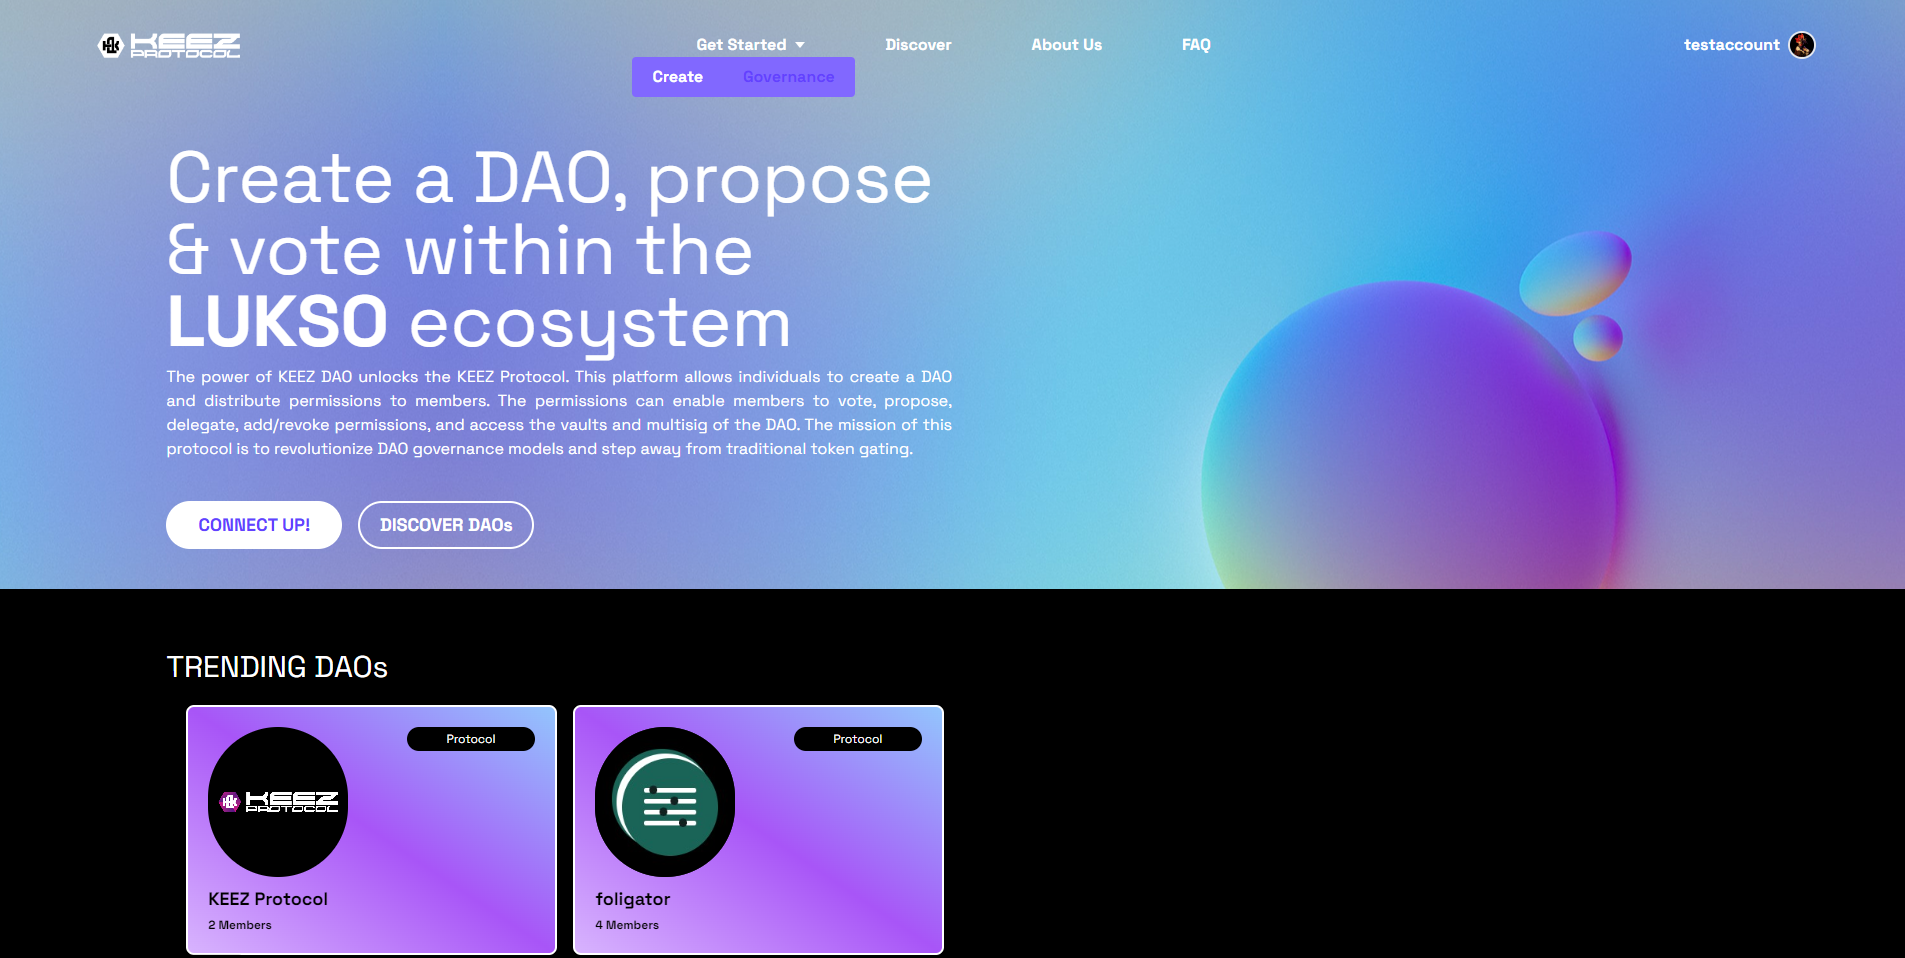 KEEZ PROTOCOL
Get Started Discover About Us FAQ testaccount
Create Governance
Create a DAO, propose
& vote within the
LUKSO ecosystem
The power of KEEZ DAO unlocks the KEEZ Protocol. This platform allows individuals to create a DAO
and distribute permissions to members. The permissions can enable members to vote, propose,
delegate, add/revoke permissions, and access the vaults and multisig of the DAO. The mission of this
protocol is to revolutionize DAO governance models and step away from traditional token gating.
CONNECT UP! DISCOVER DAOs
TRENDING DAOs
Protocol
KEEZ PROTOCOL
KEEZ Protocol
2 Members
Protocol
foligator
4 Members